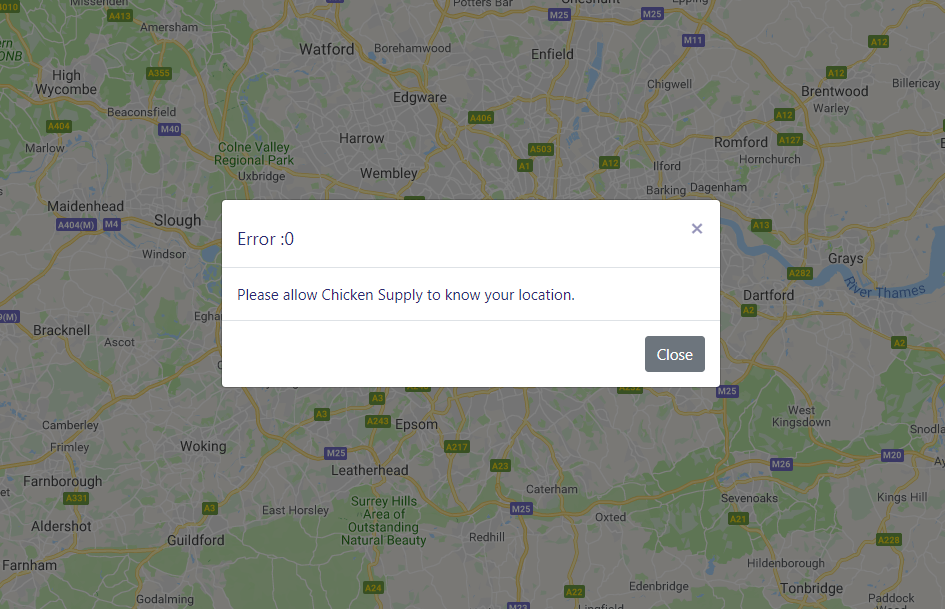 Missenden
Potters Bar
Cheshunt
Epping
A413
M25
M25
Amersham
Watford
Borehamwood
Enfield
M11
A12
High
Wycombe
A355
A12
Chigwell
Brentwood
Billericay
Edgware
Warley
Beaconsfield
A404
M40
A406
A12
Marlow
Harrow
Romford
A127
Colne Valley
Regional Park
A503
Hornchurch
A1
A12
Ilford
Uxbridge
Wembley
Barking
Dagenham
Maidenhead
Slough
A404(M)
M4
A13
Error :0
×
Windsor
Grays
A282
River Thames
Please allow Chicken Supply to know your location.
Dartford
A2
Bracknell
Ascot
A2
Close
M25
A3
A3
A243
Epsom
West
Kingsdown
Camberley
Frimley
Woking
A217
M25
M20
Leatherhead
A23
M26
Farnborough
A331
Caterham
Sevenoaks
Kings Hill
A3
East Horsley
Surrey Hills
Area of
Outstanding
Natural Beauty
M25
Oxted
A21
Aldershot
Guildford
Redhill
A228
Farnham
Hildenborough
A24
A22
Edenbridge
Tonbridge
Godalming
Paddock